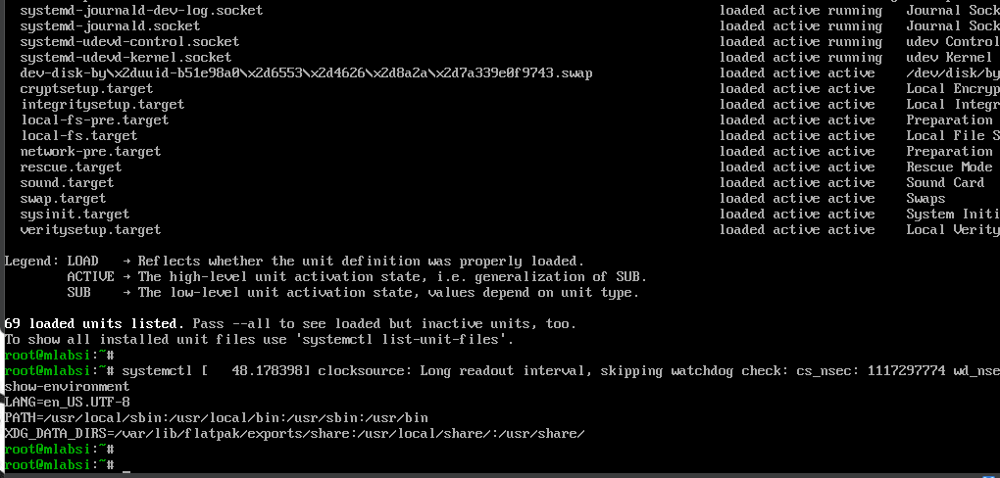 systemd-journald-dev-log.socket loaded active running Journal Sock
systemd-journald.socket loaded active running Journal Sock
systemd-udevd-control.socket loaded active running udev Control
systemd-udevd-kernel.socket loaded active running udev Kernel
dev-disk-by\x2duuid-b51e98a0\x2d6553\x2d4626\x2d8a2a\x2d7a339e0f9743.swap loaded active active /dev/disk/by
cryptsetup.target loaded active active Local Encryp
integritysetup.target loaded active active Local Integr
local-fs-pre.target loaded active active Preparation
local-fs.target loaded active active Local File S
network-pre.target loaded active active Preparation
rescue.target loaded active active Rescue Mode
sound.target loaded active active Sound Card
swap.target loaded active active Swaps
sysinit.target loaded active active System Initi
veritysetup.target loaded active active Local Verity
Legend: LOAD → Reflects whether the unit definition was properly loaded.
ACTIVE → The high-level unit activation state, i.e. generalization of SUB.
SUB → The low-level unit activation state, values depend on unit type.
69 loaded units listed. Pass --all to see loaded but inactive units, too.
To show all installed unit files use 'systemctl list-unit-files'.
root@mlabsi:~#
root@mlabsi:~# systemctl [   48.178398] clocksource: Long readout interval, skipping watchdog check: cs_nsec: 1117297774 wd_nse
show-environment
LANG=en_US.UTF-8
PATH=/usr/local/sbin:/usr/local/bin:/usr/sbin:/usr/bin
XDG_DATA_DIRS=/var/lib/flatpak/exports/share:/usr/local/share/:/usr/share/
root@mlabsi:~#
root@mlabsi:~# _